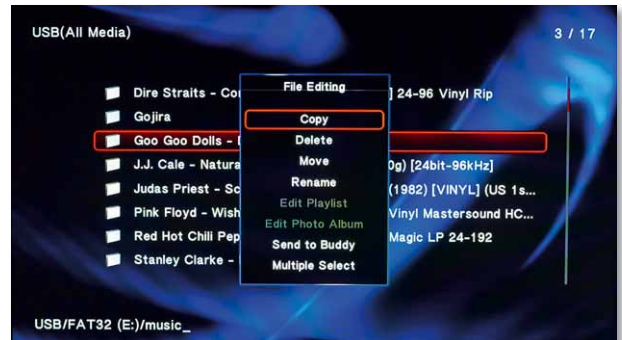 USB(All Media)
3 / 17
Dire Straits - Co
] 24-96 Vinyl Rip
Gojira
Goo Goo Dolls -
J.J. Cale - Natura
0g) [24bit-96kHz]
Judas Priest - Sc
(1982) [VINYL] (US 1s...
Pink Floyd - Wish
Vinyl Mastersound HC...
Red Hot Chili Pep
Magic LP 24-192
Stanley Clarke -
File Editing
Copy
Delete
Move
Rename
Edit Playlist
Edit Photo Album
Send to Buddy
Multiple Select
USB/FAT32 (E:)/music_